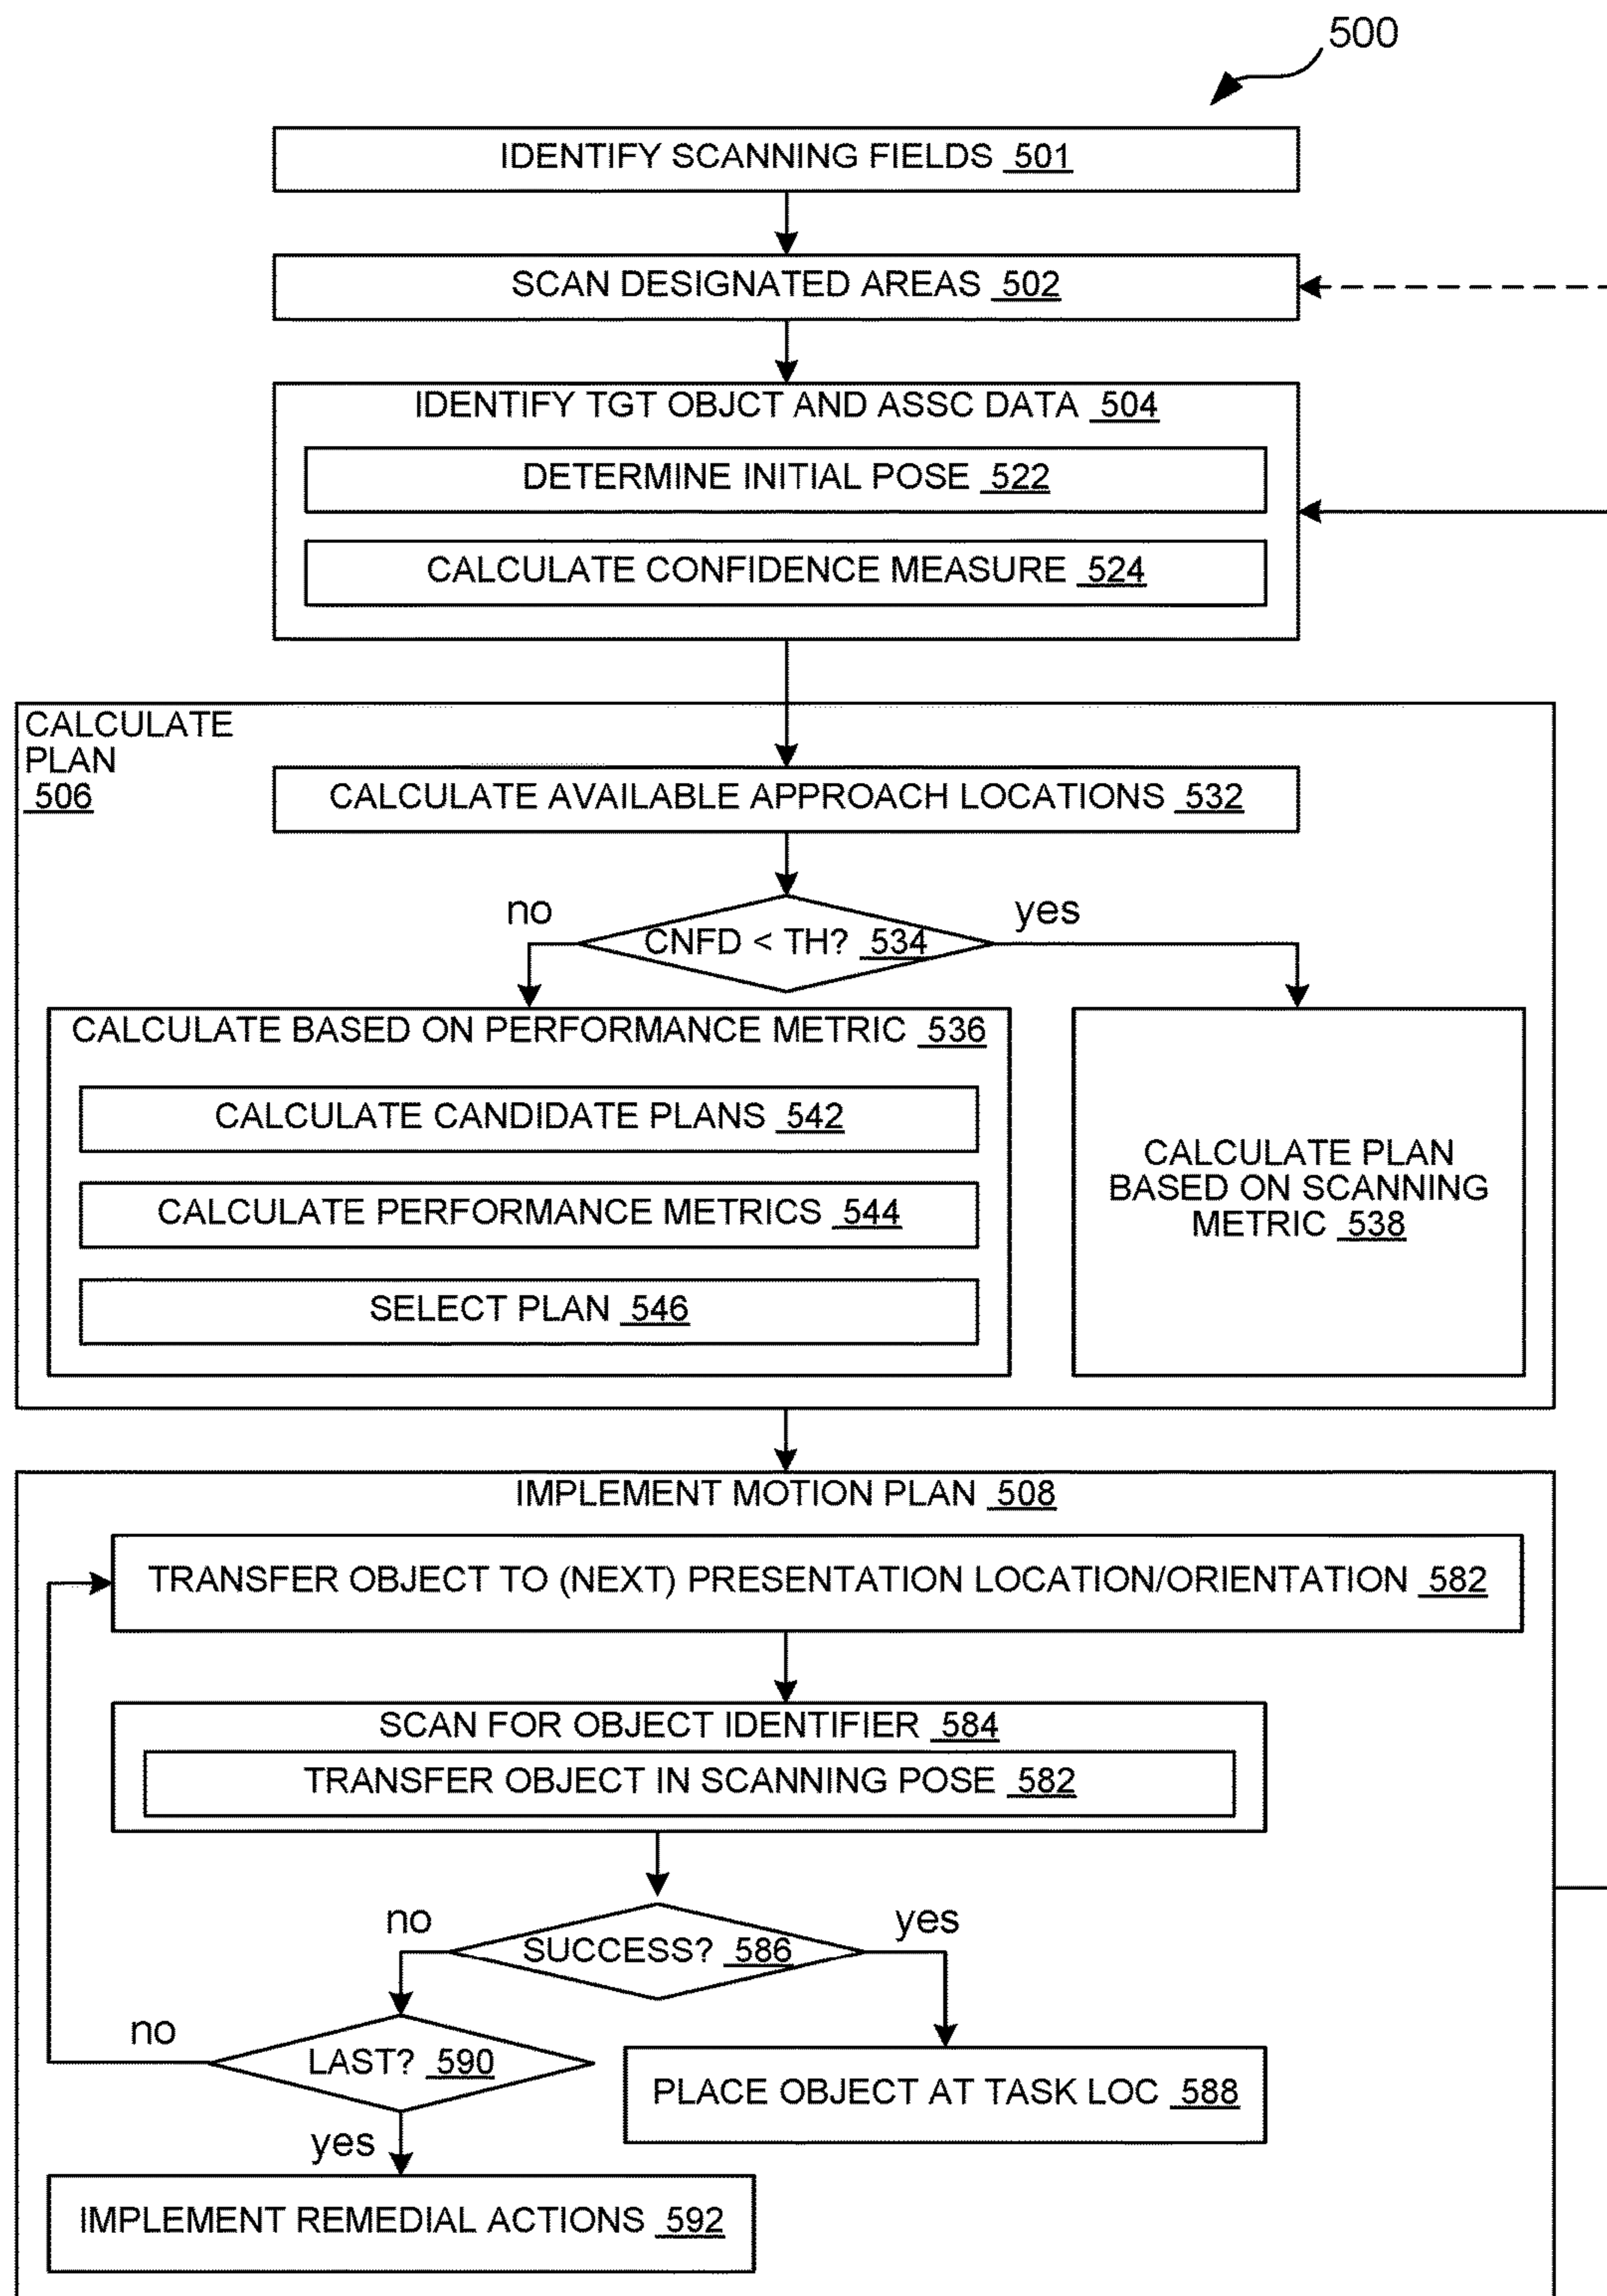 500
IDENTIFY SCANNING FIELDS 501
SCAN DESIGNATED AREAS 502
IDENTIFY TGT OBJCT AND ASSC DATA 504
DETERMINE INITIAL POSE 522
CALCULATE CONFIDENCE MEASURE 524
CALCULATE
PLAN
506
CALCULATE AVAILABLE APPROACH LOCATIONS 532
no
CNFD < TH? 534
yes
CALCULATE BASED ON PERFORMANCE METRIC 536
CALCULATE CANDIDATE PLANS 542
CALCULATE PERFORMANCE METRICS 544
SELECT PLAN 546
CALCULATE PLAN
BASED ON SCANNING
METRIC 538
IMPLEMENT MOTION PLAN 508
TRANSFER OBJECT TO (NEXT) PRESENTATION LOCATION/ORIENTATION 582
SCAN FOR OBJECT IDENTIFIER 584
TRANSFER OBJECT IN SCANNING POSE 582
no
SUCCESS? 586
yes
no
LAST? 590
PLACE OBJECT AT TASK LOC 588
yes
IMPLEMENT REMEDIAL ACTIONS 592